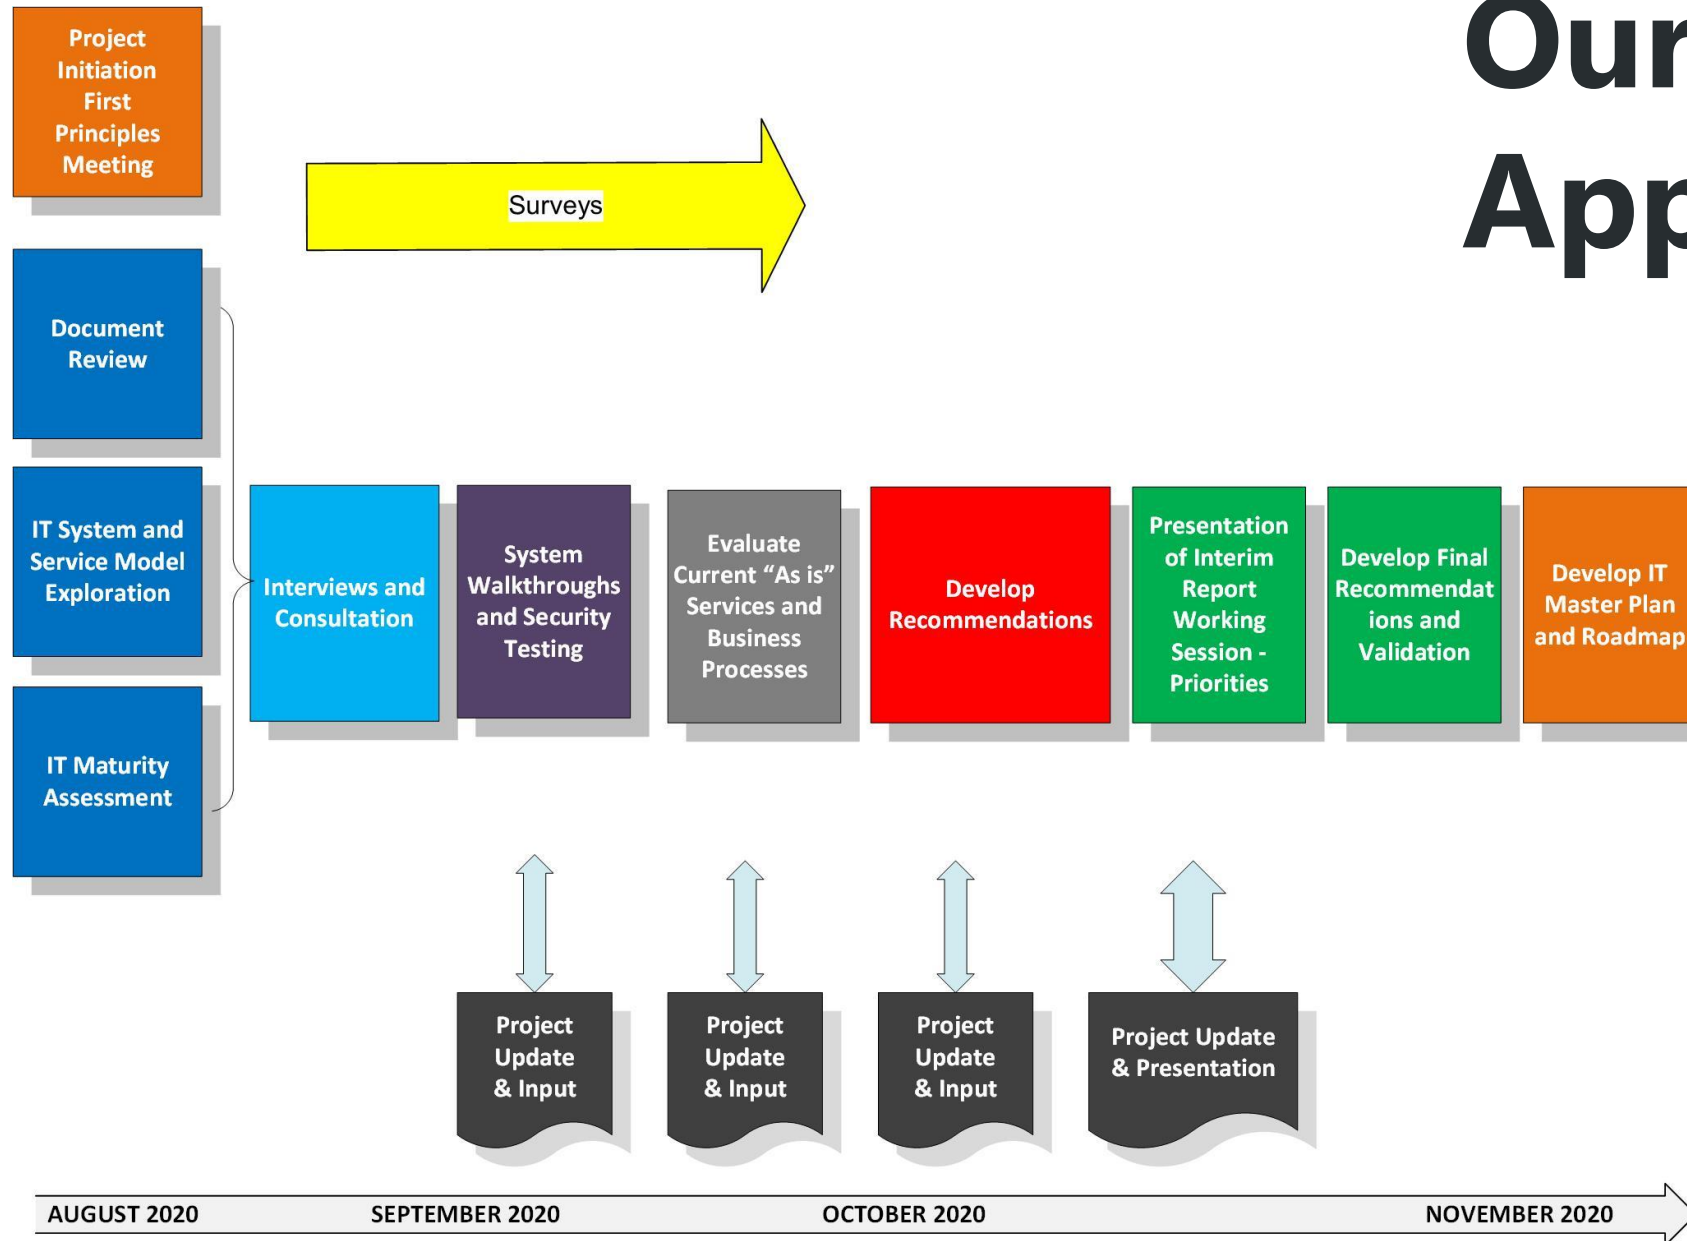 Our
App
Project
Initiation
First
Principles
Meeting
Surveys
Document
Review
IT System and
Service Model
Exploration
IT Maturity
Assessment
Interviews and
Consultation
System
Walkthroughs
and Security
Testing
Evaluate
Current “As is”
Services and
Business
Processes
Develop
Recommendations
Presentation
of Interim
Report
Working
Session -
Priorities
Develop Final
Recommendat
ions and
Validation
Develop IT
Master Plan
and Roadmap
Project
Update
& Input
Project
Update
& Input
Project
Update
& Input
Project Update
& Presentation
AUGUST 2020
SEPTEMBER 2020
OCTOBER 2020
NOVEMBER 2020